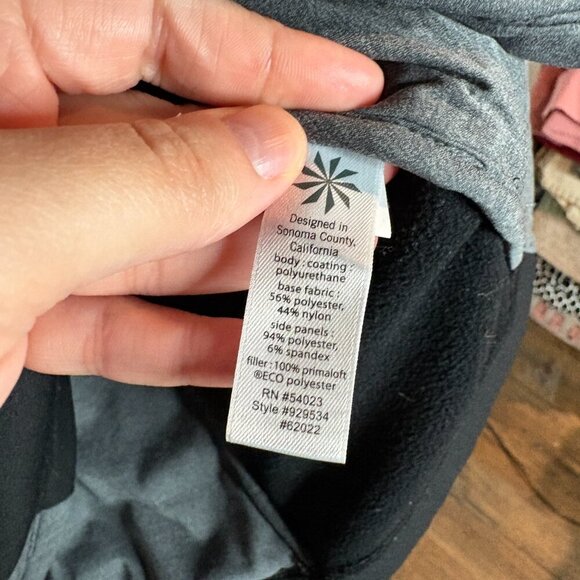 Designed in
Sonoma County,
California
body : coating :
polyurethane
base fabric :
56% polyester,
44% nylon
side panels :
94% polyester,
6% spandex
filler : 100% primaloft
®ECO polyester
RN #54023
Style #929534
#62022